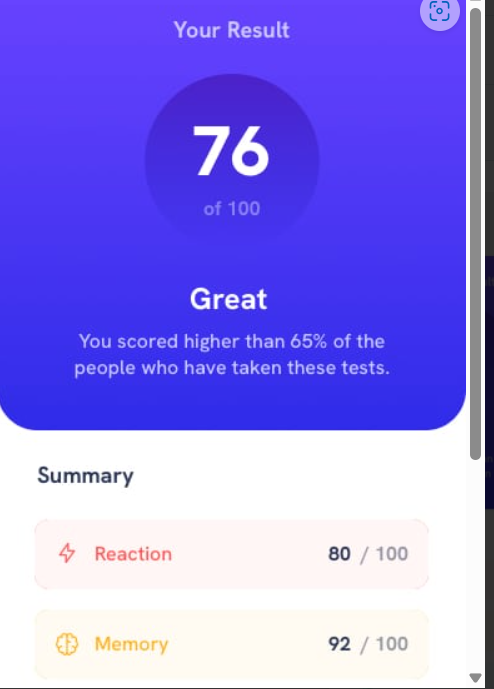 Your Result
76
of 100
Great
You scored higher than 65% of the
people who have taken these tests.
Summary
Reaction 80 / 100
Memory 92 / 100